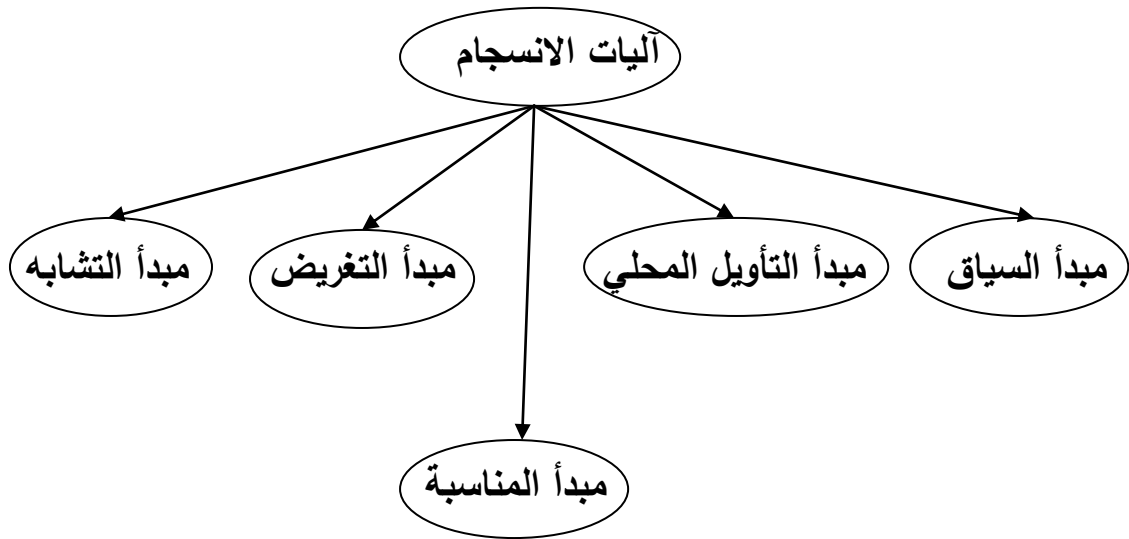 آليات الانسجام
مبدأ السياق
مبدأ التأويل المحلي
مبدأ التغريض
مبدأ التشابه
مبدأ المناسبة